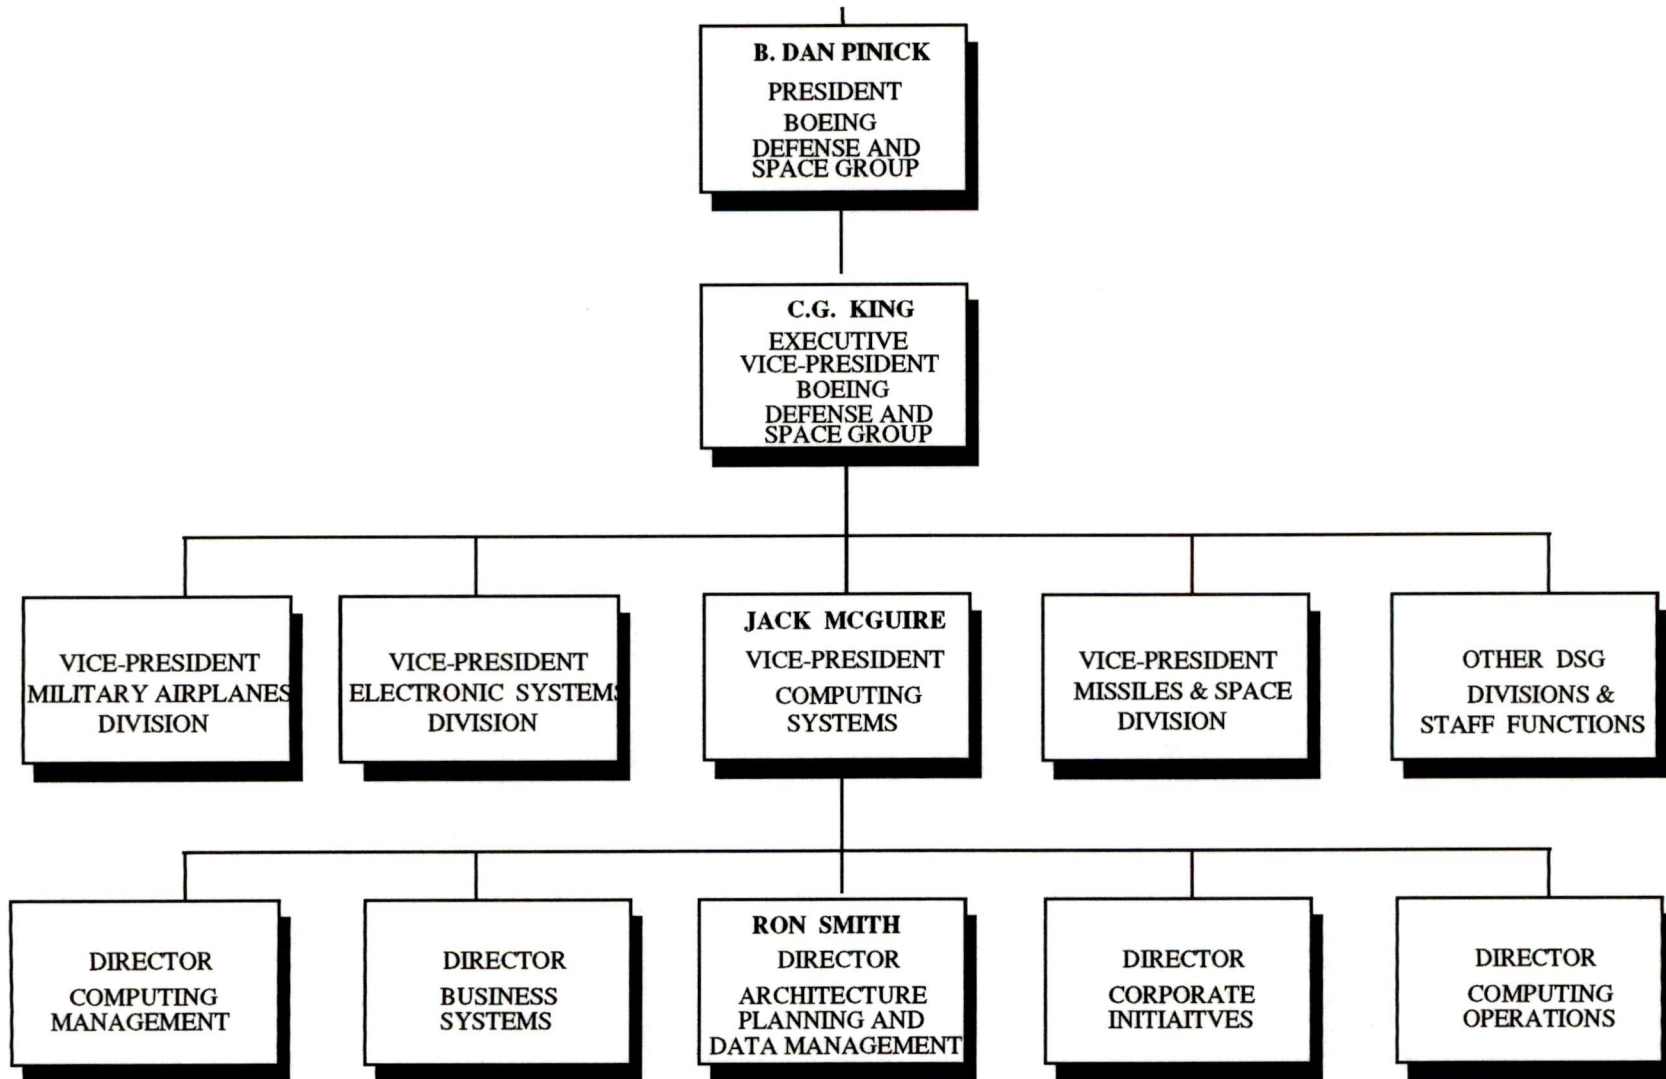 B. DAN PINICK
PRESIDENT
BOEING
DEFENSE AND
SPACE GROUP
C.G. KING
EXECUTIVE
VICE-PRESIDENT
BOEING
DEFENSE AND
SPACE GROUP
VICE-PRESIDENT
MILITARY AIRPLANES
DIVISION
VICE-PRESIDENT
ELECTRONIC SYSTEMS
DIVISION
JACK MCGUIRE
VICE-PRESIDENT
COMPUTING
SYSTEMS
VICE-PRESIDENT
MISSILES & SPACE
DIVISION
OTHER DSG
DIVISIONS &
STAFF FUNCTIONS
DIRECTOR
COMPUTING
MANAGEMENT
DIRECTOR
BUSINESS
SYSTEMS
RON SMITH
DIRECTOR
ARCHITECTURE
PLANNING AND
DATA MANAGEMENT
DIRECTOR
CORPORATE
INITIAITVES
DIRECTOR
COMPUTING
OPERATIONS